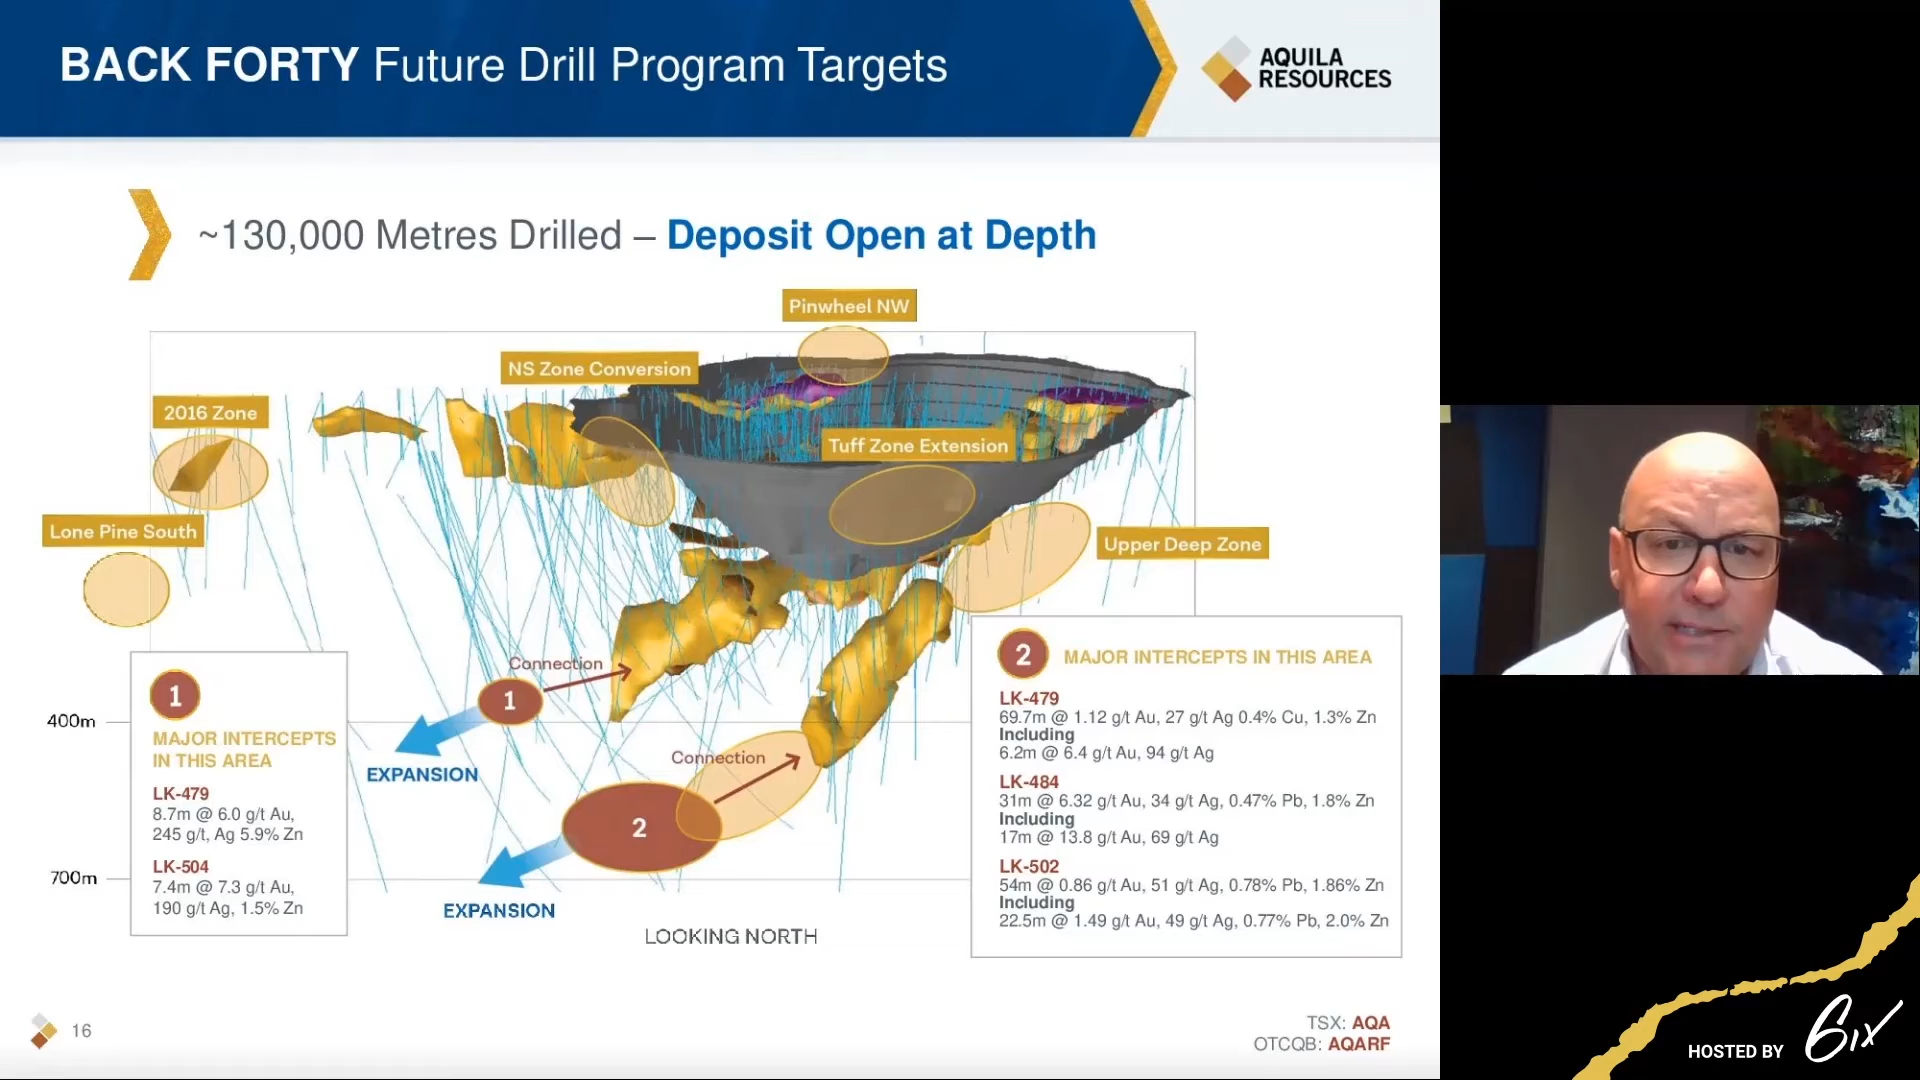 BACK FORTY Future Drill Program Targets
AQUILA
RESOURCES
~130,000 Metres Drilled – Deposit Open at Depth
Pinwheel NW
NS Zone Conversion
2016 Zone
Tuff Zone Extension
Lone Pine South
Upper Deep Zone
Connection
1
EXPANSION
Connection
2
EXPANSION
400m
700m
LOOKING NORTH
1
MAJOR INTERCEPTS
IN THIS AREA
LK-479
8.7m @ 6.0 g/t Au,
245 g/t, Ag 5.9% Zn
LK-504
7.4m @ 7.3 g/t Au,
190 g/t Ag, 1.5% Zn
2 MAJOR INTERCEPTS IN THIS AREA
LK-479
69.7m @ 1.12 g/t Au, 27 g/t Ag 0.4% Cu, 1.3% Zn
Including
6.2m @ 6.4 g/t Au, 94 g/t Ag
LK-484
31m @ 6.32 g/t Au, 34 g/t Ag, 0.47% Pb, 1.8% Zn
Including
17m @ 13.8 g/t Au, 69 g/t Ag
LK-502
54m @ 0.86 g/t Au, 51 g/t Ag, 0.78% Pb, 1.86% Zn
Including
22.5m @ 1.49 g/t Au, 49 g/t Ag, 0.77% Pb, 2.0% Zn
16
TSX: AQA
OTCQB: AQARF
HOSTED BY 6ix